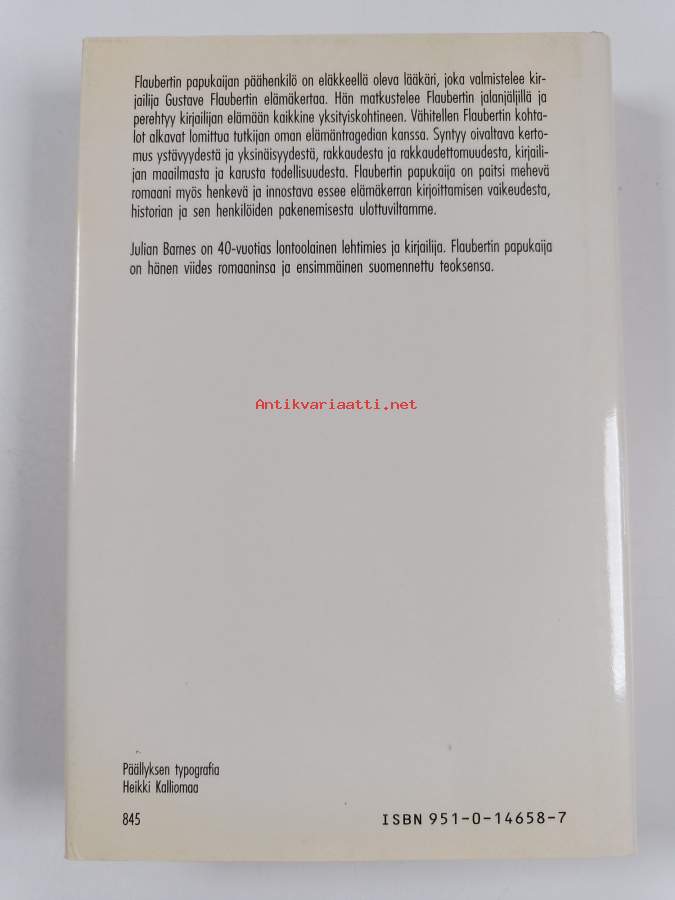 Flaubertin papukaijan päähenkilö on eläkkeellä oleva lääkäri, joka valmistelee kir-
jailija Gustave Flaubertin elämäkertaa. Hän matkustelee Flaubertin jalanjäljillä ja
perehtyy kirjailijan elämään kaikkine yksityiskohtineen. Vähitellen Flaubertin kohta-
lot alkavat lomittua tutkijan oman elämäntragedian kanssa. Syntyy oivaltava kerto-
mus ystävyydestä ja yksinäisyydestä, rakkaudesta ja rakkaudettomuudesta, kirjaili-
jan maailmasta ja karusta todellisuudesta. Flaubertin papukaija on paitsi mehevä
romaani myös henkevä ja innostava essee elämäkerran kirjoittamisen vaikeudesta,
historian ja sen henkilöiden pakenemisesta ulottuviltamme.
Julian Barnes on 40-vuotias lontoolainen lehtimies ja kirjailija. Flaubertin papukaija
on hänen viides romaaninsa ja ensimmäinen suomennettu teoksensa.
Antikvariaatti.net
Päällyksen typografia
Heikki Kalliomaa
845
ISBN 951-0-14658-7